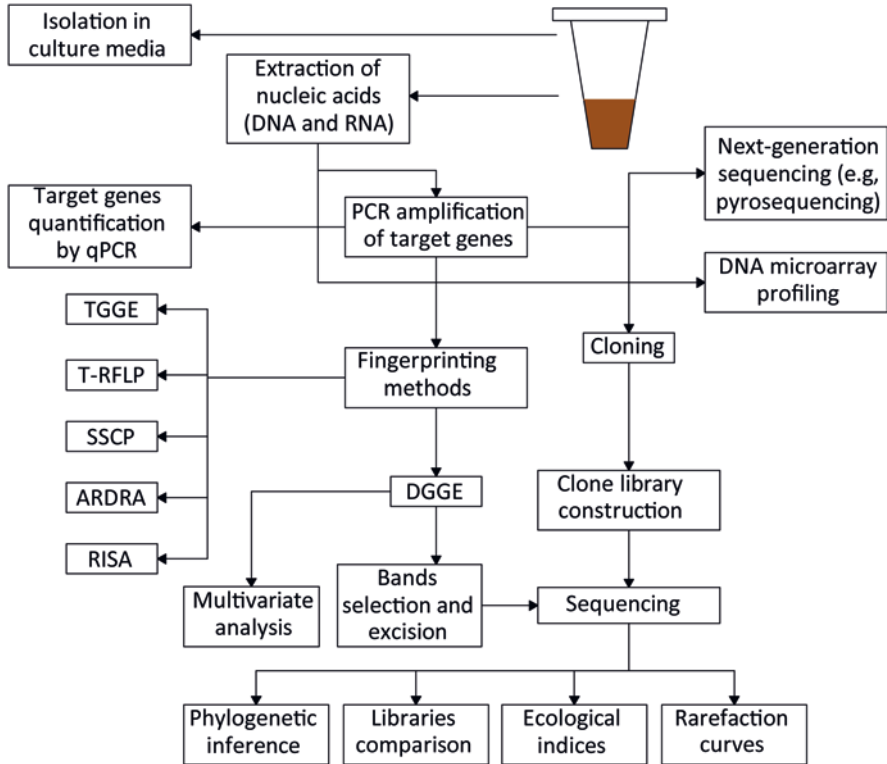 Isolation in
culture media
Extraction of
nucleic acids
(DNA and RNA)
Next-generation
sequencing (e.g,
pyrosequencing)
Target genes
quantification
by qPCR
PCR amplification
of target genes
DNA microarray
profiling
TGGE
Cloning
Fingerprinting
methods
T-RFLP
SSCP
DGGE
Clone library
construction
ARDRA
RISA
Multivariate
analysis
Bands
selection and
excision
Sequencing
Phylogenetic
inference
Libraries
comparison
Ecological
indices
Rarefaction
curves